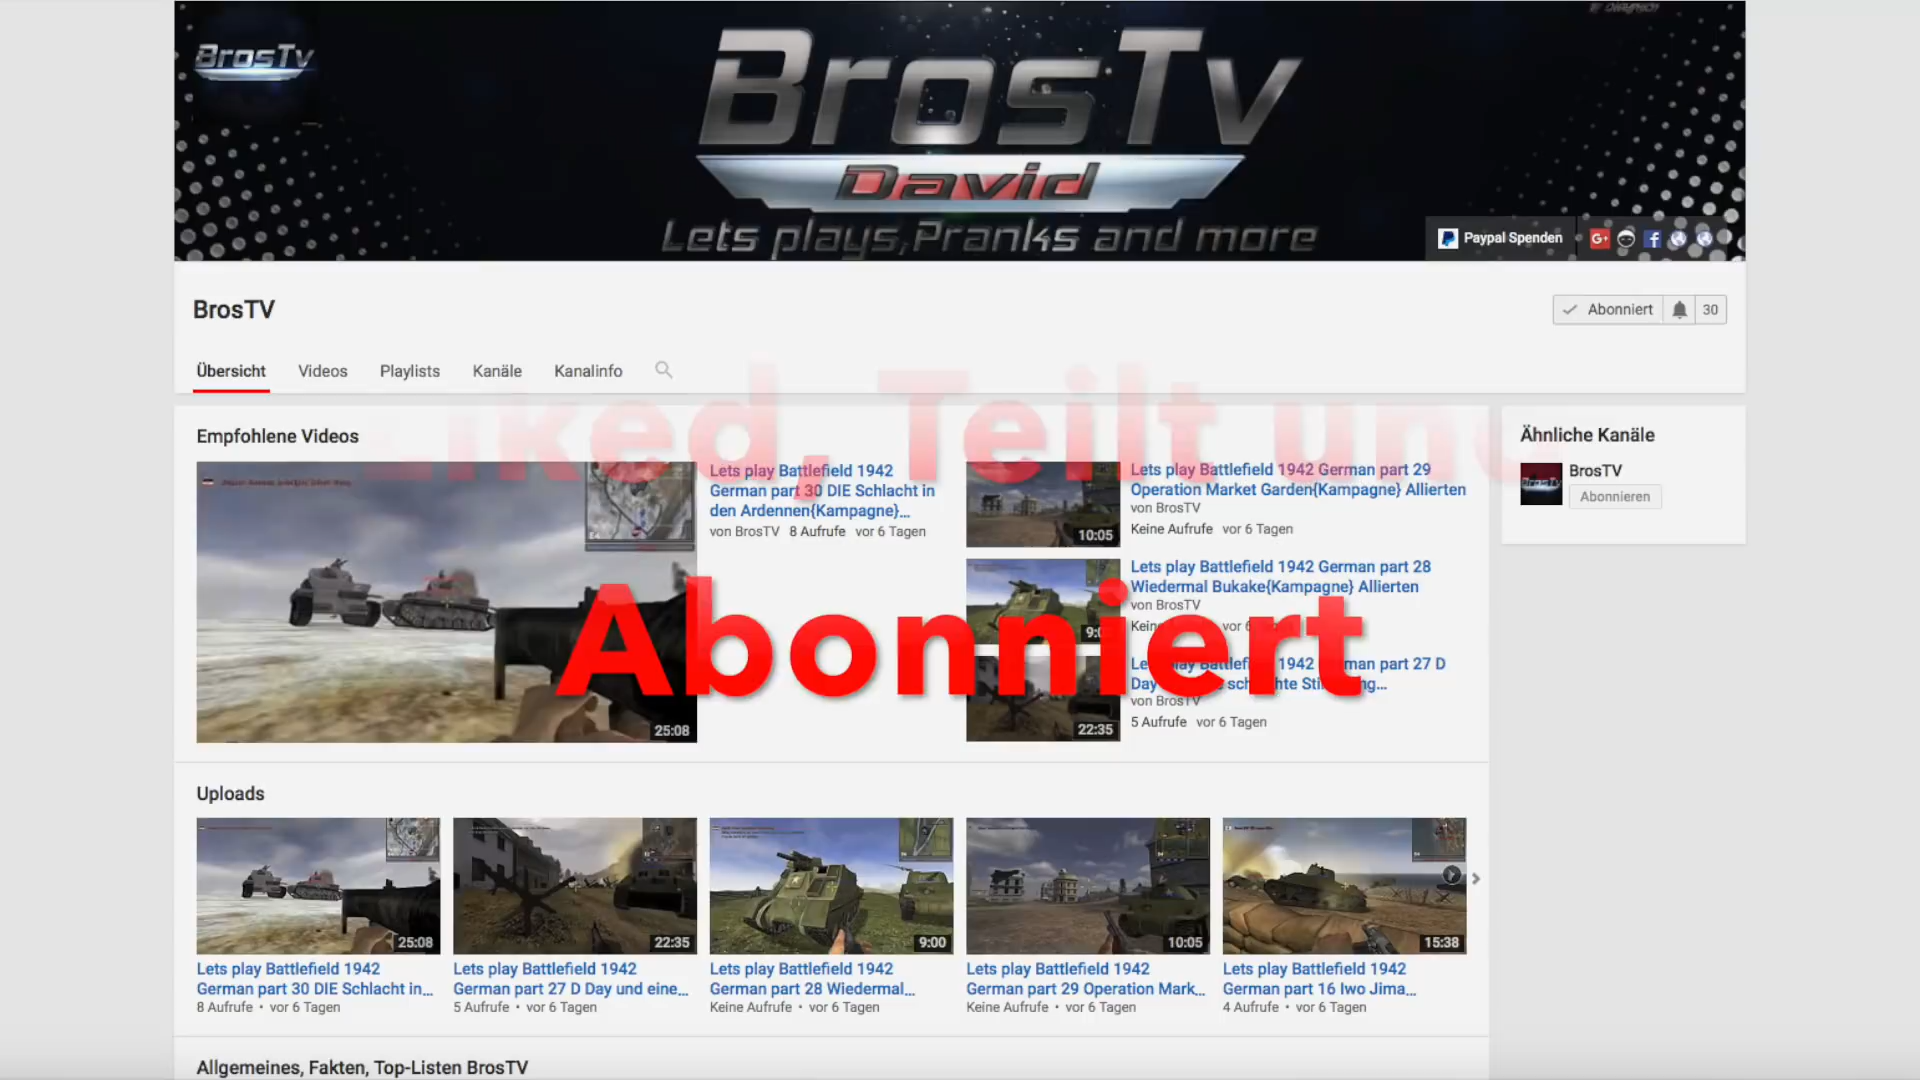 BrosTv
BrosTv
David
Lets plays,Pranks and more
Paypal Spenden
BrosTV
Abonniert
30
Übersicht
Videos
Playlists
Kanäle
Kanalinfo
Liked, Teilt und
Abonniert
Empfohlene Videos
25:08
Lets play Battlefield 1942
German part 30 DIE Schlacht in
den Ardennen{Kampagne}...
von BrosTV 8 Aufrufe vor 6 Tagen
10:05
Lets play Battlefield 1942 German part 29
Operation Market Garden{Kampagne} Allierten
von BrosTV
Keine Aufrufe vor 6 Tagen
Lets play Battlefield 1942 German part 28
Wiedermal Bukake{Kampagne} Allierten
von BrosTV
22:35
part 27 D
von BrosTV
5 Aufrufe vor 6 Tagen
Ähnliche Kanäle
BrosTv
BrosTV
Abonnieren
Uploads
25:08
Lets play Battlefield 1942
German part 30 DIE Schlacht in...
8 Aufrufe • vor 6 Tagen
22:35
Lets play Battlefield 1942
German part 27 D Day und eine...
5 Aufrufe • vor 6 Tagen
9:00
Lets play Battlefield 1942
German part 28 Wiedermal...
Keine Aufrufe • vor 6 Tagen
10:05
Lets play Battlefield 1942
German part 29 Operation Mark...
Keine Aufrufe • vor 6 Tagen
15:38
Lets play Battlefield 1942
German part 16 Iwo Jima...
4 Aufrufe • vor 6 Tagen
Allgemeines, Fakten, Top-Listen BrosTV